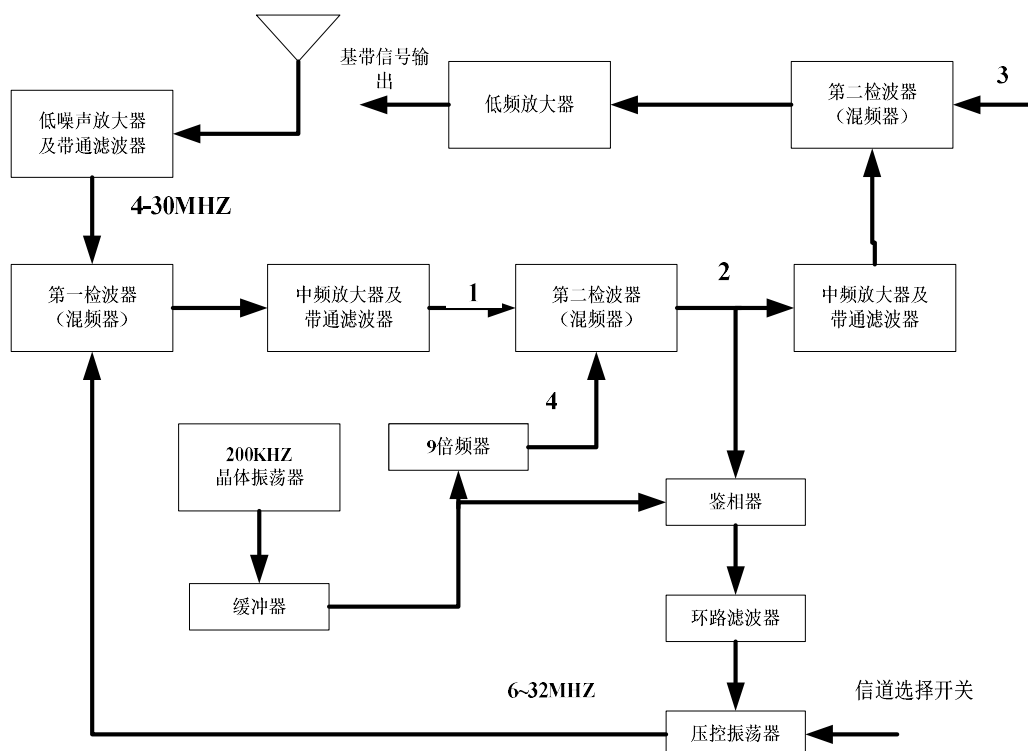 基带信号输
出
低频放大器
第二检波器
（混频器）
3
低噪声放大器
及带通滤波器
4-30MHZ
第一检波器
（混频器）
中频放大器及
带通滤波器
1
第二检波器
（混频器）
2
中频放大器及
带通滤波器
4
200KHZ
晶体振荡器
9倍频器
鉴相器
缓冲器
环路滤波器
6~32MHZ
信道选择开关
压控振荡器